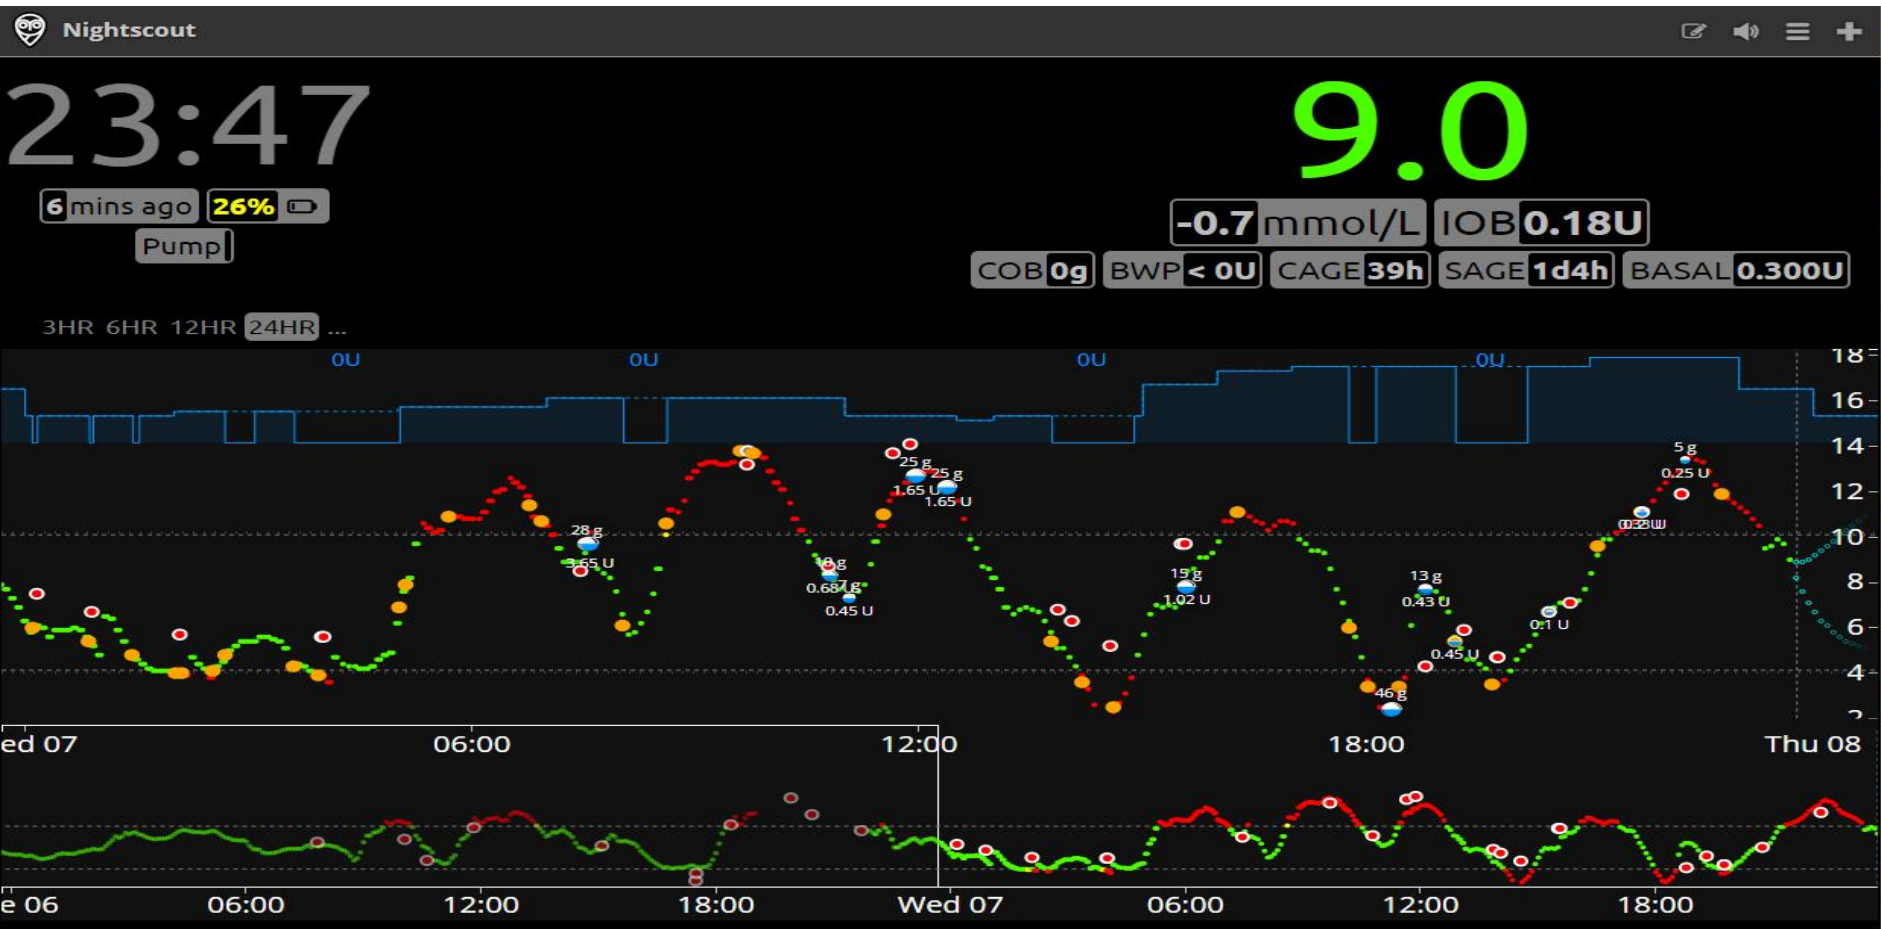 Nightscout
23:47
9.0
6 mins ago 26%
Pump
-0.7 mmol/L IOB 0.18U
COB 0g BWP < 0U CAGE 39h SAGE 1d4h BASAL 0.300U
3HR 6HR 12HR 24HR ...
0U 0U 0U 0U
18
16
14
12
10
8
6
4
2
5 g
0.25 U
25 g
1.65 U
25 g
1.65 U
28 g
3.65 U
0.68 U
7 g
0.45 U
15 g
1.02 U
13 g
0.43 U
0.1 U
0.45 U
46 g
ed 07 06:00 12:00 18:00 Thu 08
e 06 06:00 12:00 18:00 Wed 07 06:00 12:00 18:00